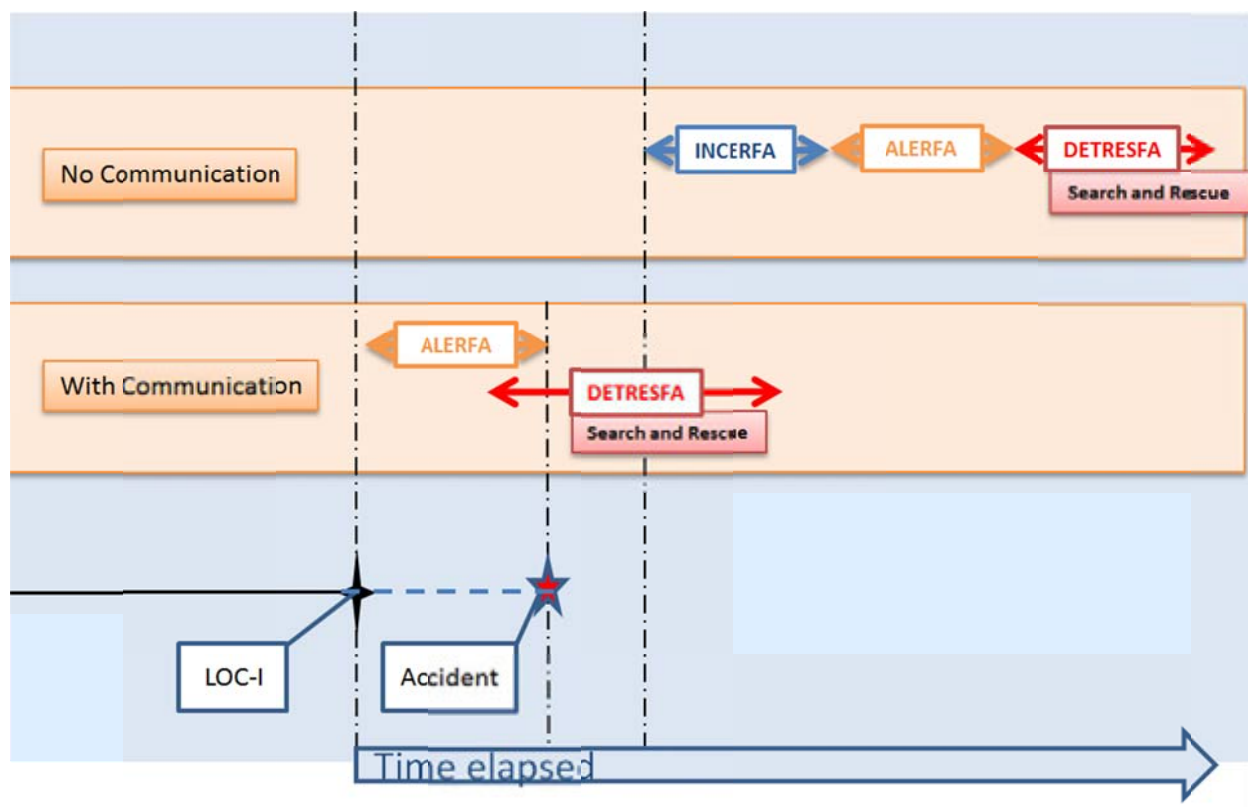 No Communication
INCERFA
ALERFA
DETRESFA
Search and Rescue
With Communication
ALERFA
DETRESFA
Search and Rescue
LOC-I
Accident
Time elapsed